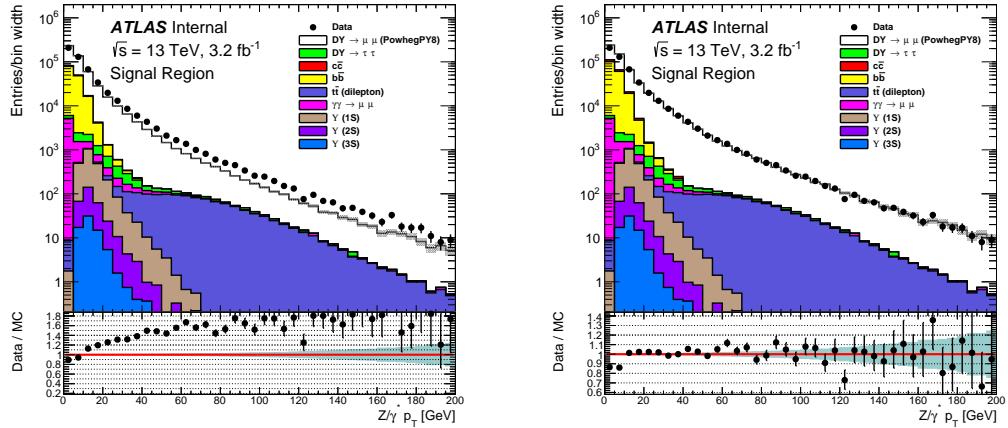 ATLAS Internal
√s = 13 TeV, 3.2 fb⁻¹
Signal Region
Data
DY → μ μ (PowhegPY8)
DY → τ τ
cc̅
bb̅
tt̅ (dilepton)
γγ → μ μ
ϒ (1S)
ϒ (2S)
ϒ (3S)
Entries/bin width
10⁶
10⁵
10⁴
10³
10²
10
1
Data / MC
1.8
1.6
1.4
1.2
1
0.8
0.6
0.4
0.2
0 20 40 60 80 100 120 140 160 180 200
Z/γ* p_T [GeV]
ATLAS Internal
√s = 13 TeV, 3.2 fb⁻¹
Signal Region
Data
DY → μ μ (PowhegPY8)
DY → τ τ
cc̅
bb̅
tt̅ (dilepton)
γγ → μ μ
ϒ (1S)
ϒ (2S)
ϒ (3S)
Entries/bin width
10⁶
10⁵
10⁴
10³
10²
10
1
Data / MC
1.4
1.3
1.2
1.1
1
0.9
0.8
0.7
0.6
0 20 40 60 80 100 120 140 160 180 200
Z/γ* p_T [GeV]